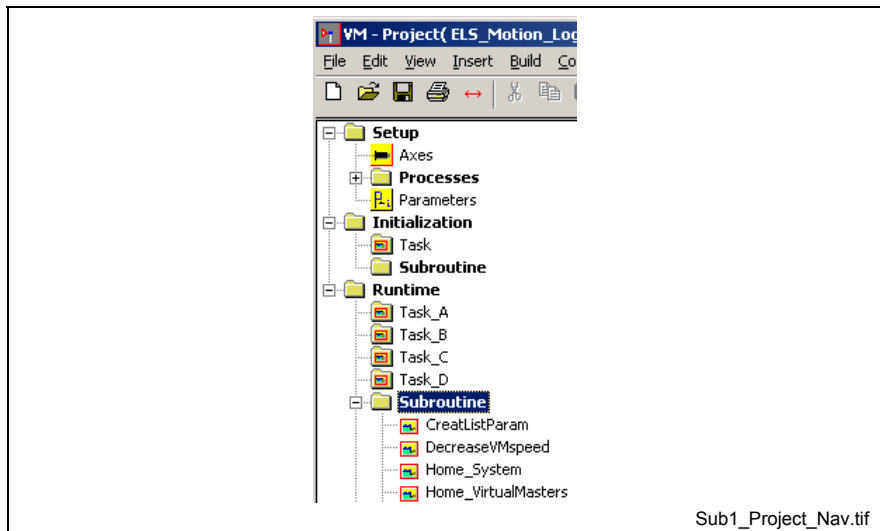 VM - Project( ELS_Motion_Log
File Edit View Insert Build Co
Setup
Axes
Processes
Parameters
Initialization
Task
Subroutine
Runtime
Task_A
Task_B
Task_C
Task_D
Subroutine
CreatListParam
DecreaseVMspeed
Home_System
Home_VirtualMasters
Sub1_Project_Nav.tif